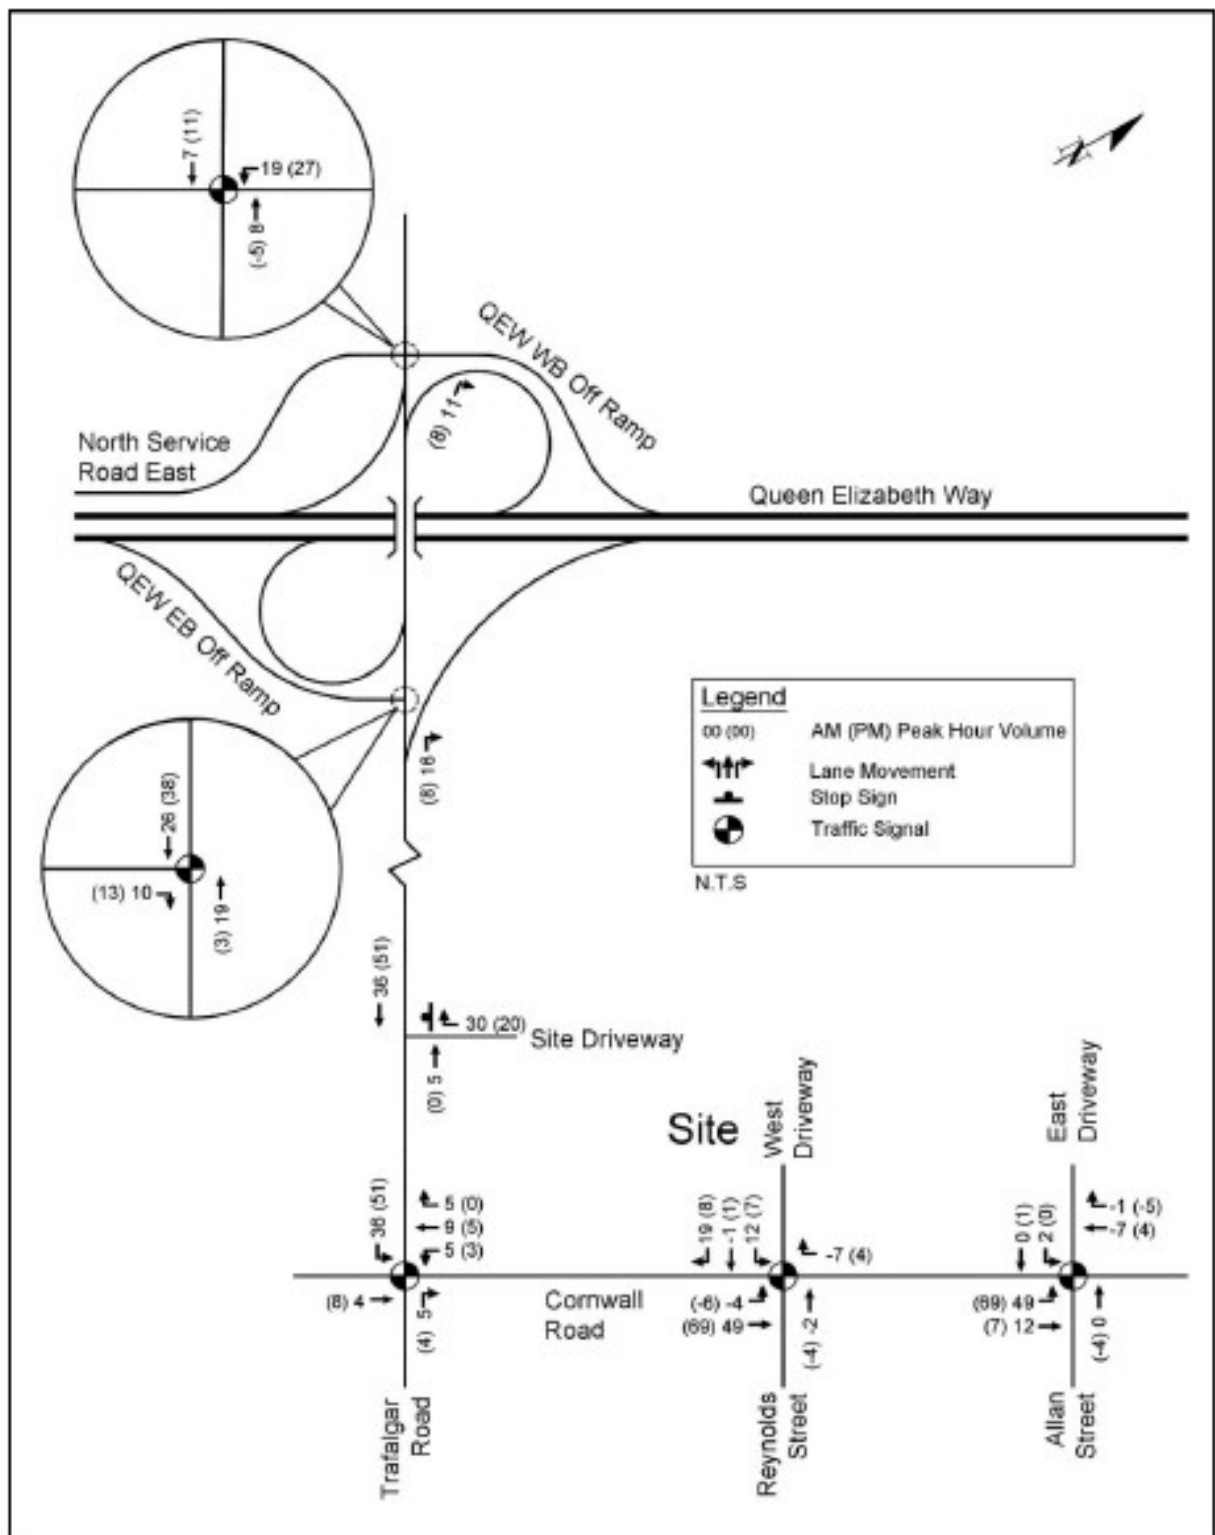 7 (11)
19 (27)
(-5) 8
N
QEW WB Off Ramp
(8) 11
North Service
Road East
Queen Elizabeth Way
QEW EB Off Ramp
Legend
00 (00) AM (PM) Peak Hour Volume
Lane Movement
Stop Sign
Traffic Signal
N.T.S
(8) 16
26 (38)
(13) 10
(3) 19
36 (51)
30 (20)
Site Driveway
(0) 5
Site
West
Driveway
East
Driveway
36 (51)
5 (0)
9 (5)
5 (3)
19 (8)
-1 (1)
12 (7)
-7 (4)
0 (1)
2 (0)
-1 (-5)
-7 (4)
(8) 4
(4) 5
Cornwall
Road
(-6) -4
(69) 49
(-4) -2
(69) 49
(7) 12
(-4) 0
Trafalgar
Road
Reynolds
Street
Allan
Street